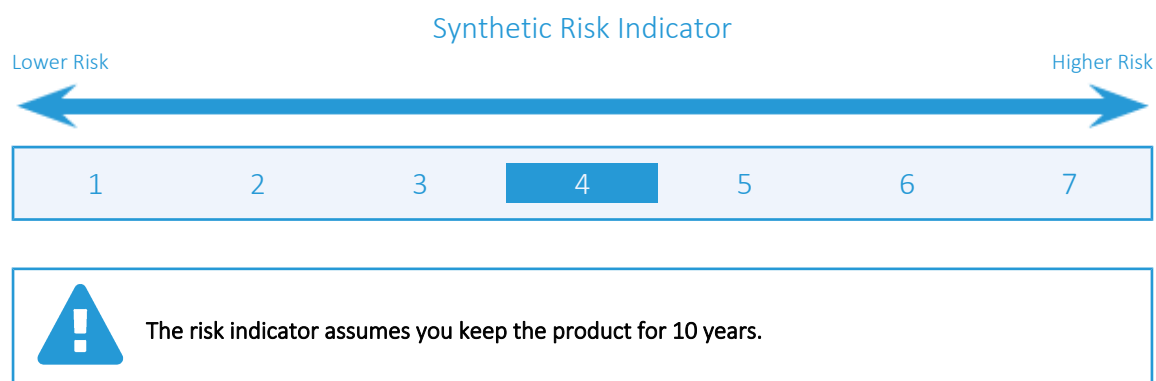 Synthetic Risk Indicator
Lower Risk Higher Risk
1 2 3 4 5 6 7
The risk indicator assumes you keep the product for 10 years.